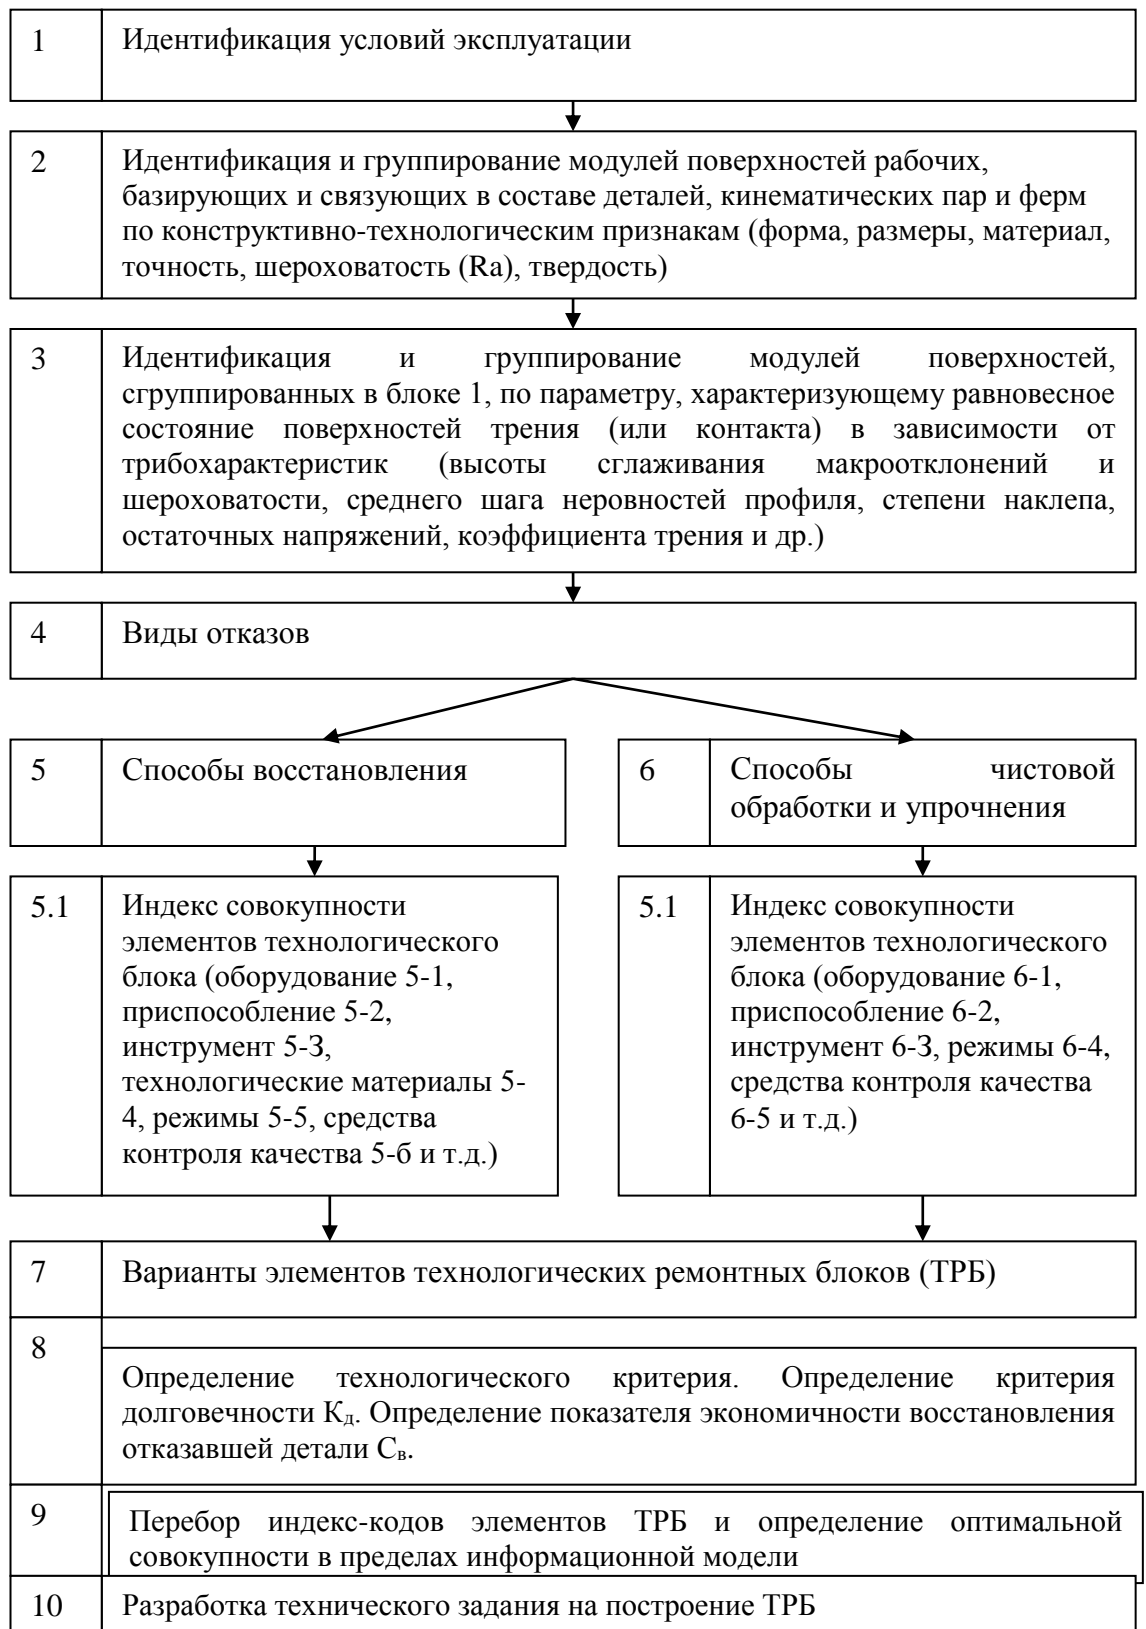 1 Идентификация условий эксплуатации
2 Идентификация и группирование модулей поверхностей рабочих,
базирующих и связующих в составе деталей, кинематических пар и ферм
по конструктивно-технологическим признакам (форма, размеры, материал,
точность, шероховатость (Ra), твердость)
3 Идентификация и группирование модулей поверхностей,
сгруппированных в блоке 1, по параметру, характеризующему равновесное
состояние поверхностей трения (или контакта) в зависимости от
трибохарактеристик (высоты сглаживания макроотклонений и
шероховатости, среднего шага неровностей профиля, степени наклепа,
остаточных напряжений, коэффициента трения и др.)
4 Виды отказов
5 Способы восстановления
6 Способы чистовой
обработки и упрочнения
5.1 Индекс совокупности
элементов технологического
блока (оборудование 5-1,
приспособление 5-2,
инструмент 5-З,
технологические материалы 5-
4, режимы 5-5, средства
контроля качества 5-б и т.д.)
5.1 Индекс совокупности
элементов технологического
блока (оборудование 6-1,
приспособление 6-2,
инструмент 6-З, режимы 6-4,
средства контроля качества
6-5 и т.д.)
7 Варианты элементов технологических ремонтных блоков (ТРБ)
8 Определение технологического критерия. Определение критерия
долговечности Кд. Определение показателя экономичности восстановления
отказавшей детали Св.
9 Перебор индекс-кодов элементов ТРБ и определение оптимальной
совокупности в пределах информационной модели
10 Разработка технического задания на построение ТРБ